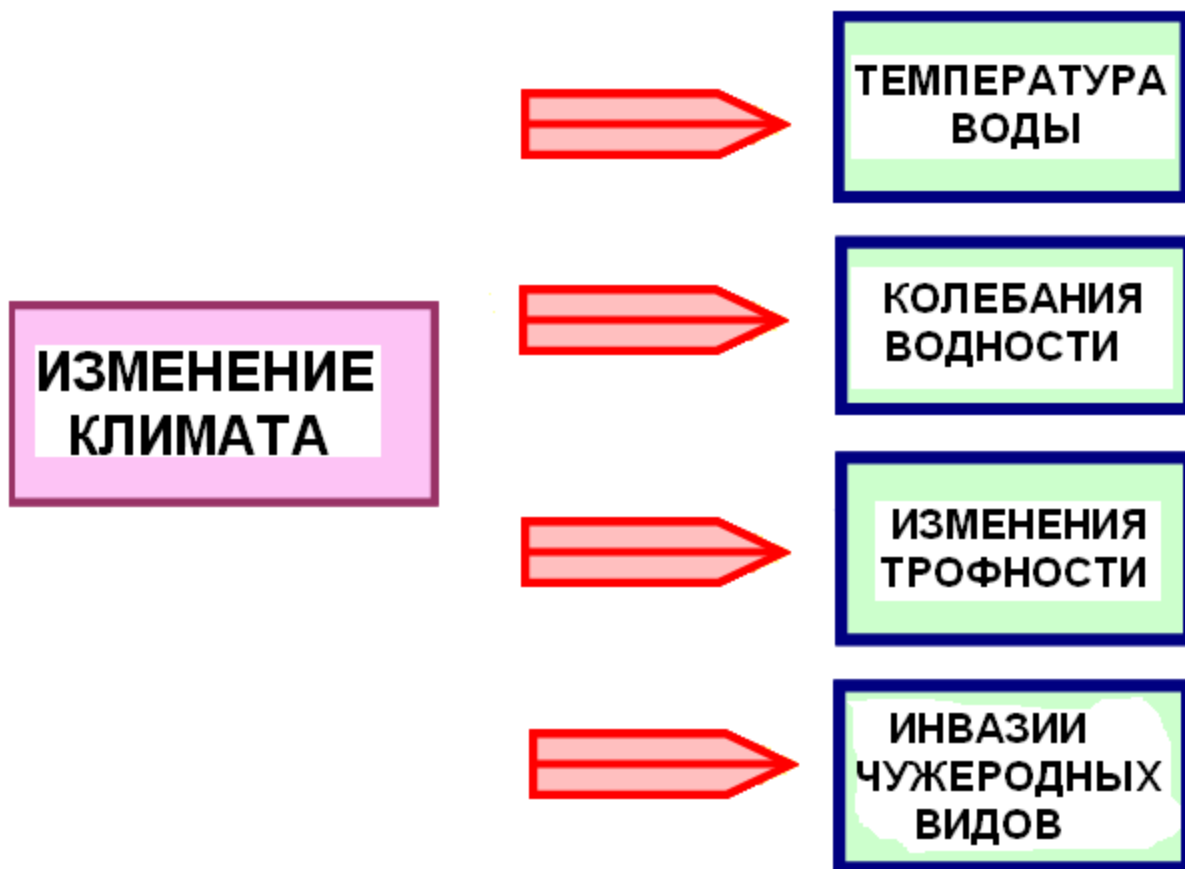 ТЕМПЕРАТУРА
ВОДЫ
КОЛЕБАНИЯ
ВОДНОСТИ
ИЗМЕНЕНИЕ
КЛИМАТА
ИЗМЕНЕНИЯ
ТРОФНОСТИ
ИНВАЗИИ
ЧУЖЕРОДНЫХ
ВИДОВ